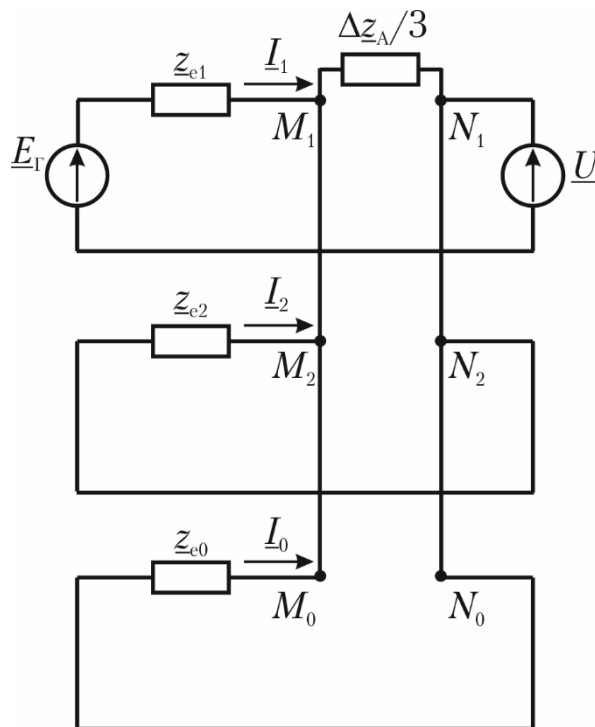 Δz_A/3
z_e1 I_1
M_1 N_1
E_Г U
z_e2 I_2
M_2 N_2
z_e0 I_0
M_0 N_0